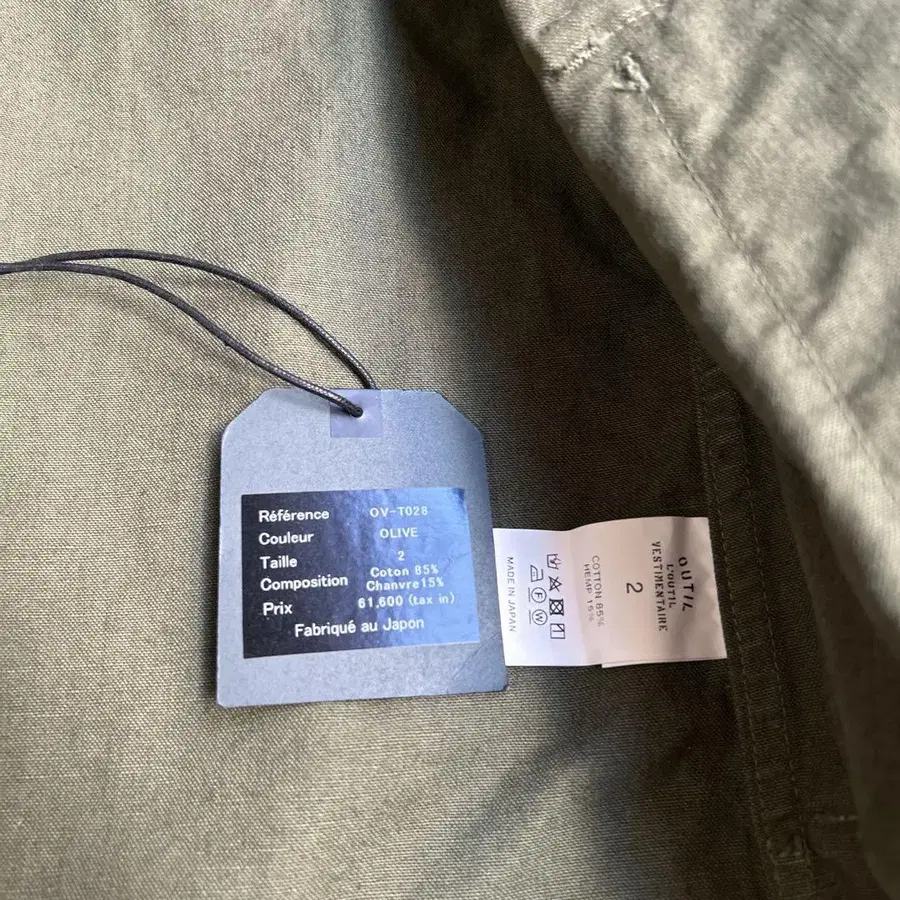 Référence OV-T028
Couleur OLIVE
Taille 2
Composition Coton 85%
Chanvre15%
Prix 61,600 (tax in)
Fabriqué au Japon
OUTIL
L'OUTIL
VESTIMENTAIRE
2
COTTON 85%
HEMP 15%
F W
MADE IN JAPAN